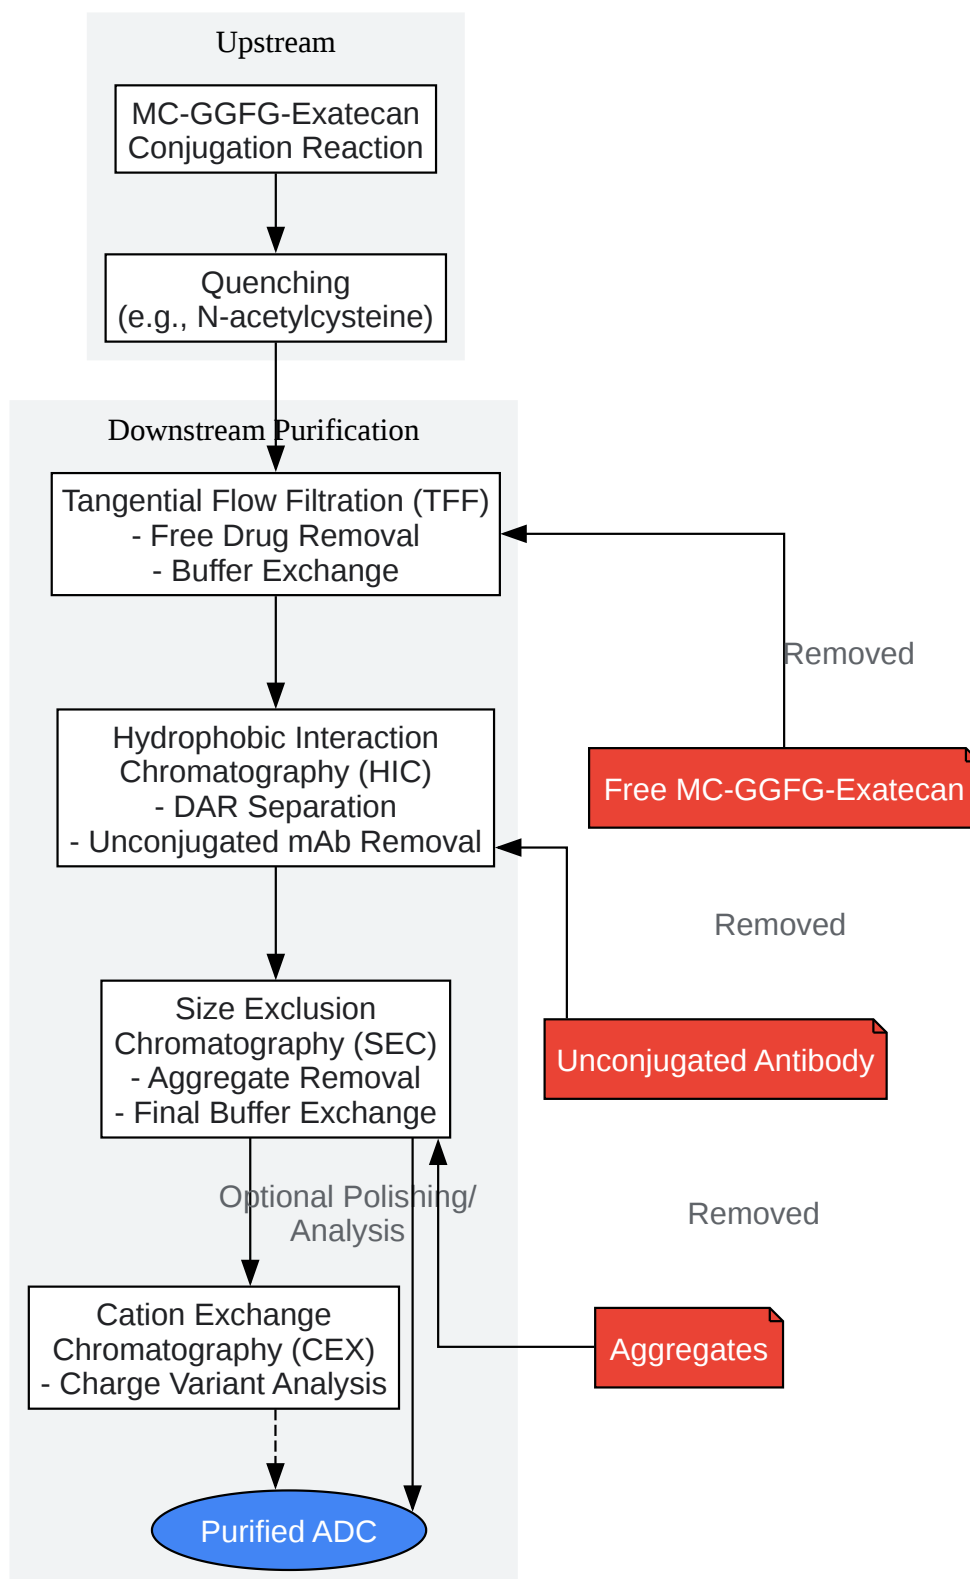 Upstream
MC-GGFG-Exatecan
Conjugation Reaction
Quenching
(e.g., N-acetylcysteine)
Downstream Purification
Tangential Flow Filtration (TFF)
- Free Drug Removal
- Buffer Exchange
Removed
Hydrophobic Interaction
Chromatography (HIC)
- DAR Separation
- Unconjugated mAb Removal
Free MC-GGFG-Exatecan
Removed
Size Exclusion
Chromatography (SEC)
- Aggregate Removal
- Final Buffer Exchange
Unconjugated Antibody
Optional Polishing/
Analysis
Removed
Cation Exchange
Chromatography (CEX)
- Charge Variant Analysis
Aggregates
Purified ADC